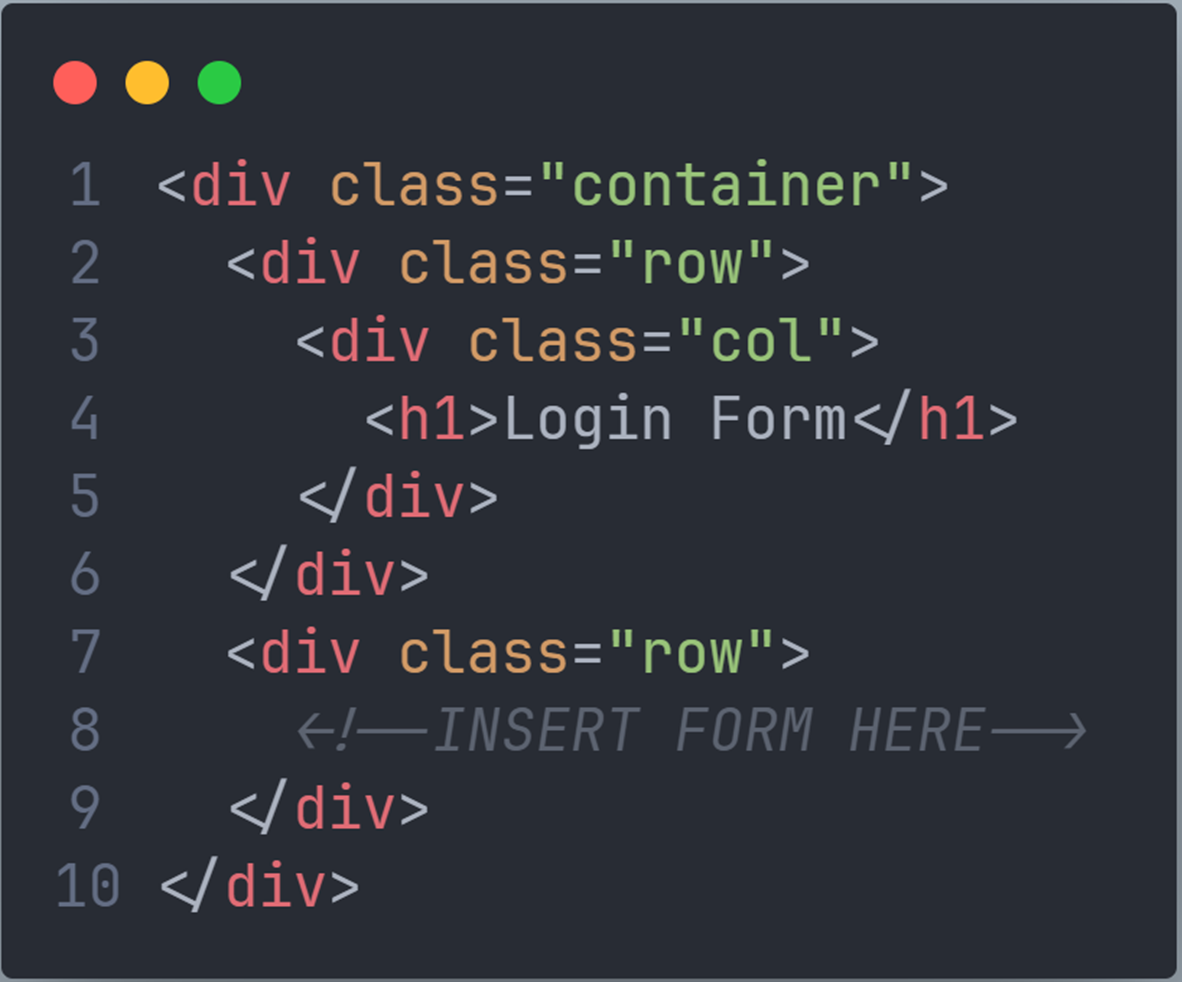 1 <div class="container">
2   <div class="row">
3     <div class="col">
4       <h1>Login Form</h1>
5     </div>
6   </div>
7   <div class="row">
8     <!--INSERT FORM HERE-->
9   </div>
10 </div>